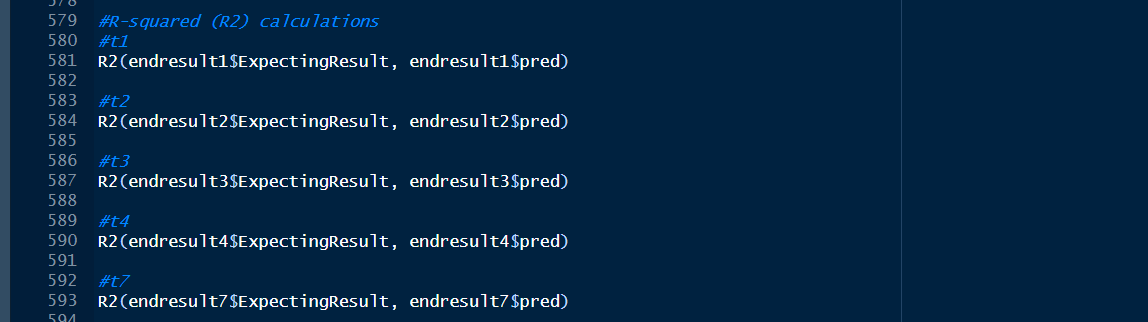 578
579 #R-squared (R2) calculations
580 #t1
581 R2(endresult1$ExpectingResult, endresult1$pred)
582
583 #t2
584 R2(endresult2$ExpectingResult, endresult2$pred)
585
586 #t3
587 R2(endresult3$ExpectingResult, endresult3$pred)
588
589 #t4
590 R2(endresult4$ExpectingResult, endresult4$pred)
591
592 #t7
593 R2(endresult7$ExpectingResult, endresult7$pred)
594